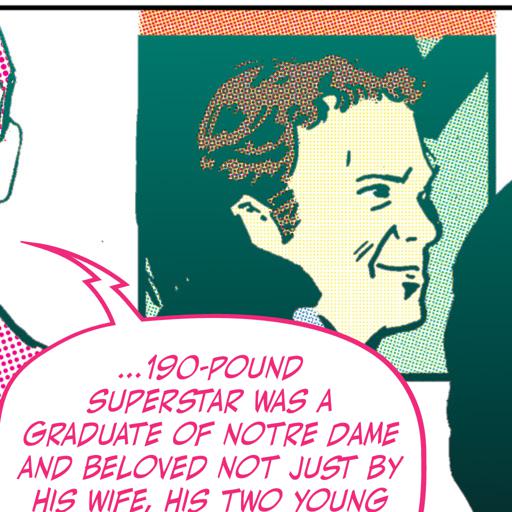 ...190-POUND
SUPERSTAR WAS A
GRADUATE OF NOTRE DAME
AND BELOVED NOT JUST BY
HIS WIFE, HIS TWO YOUNG